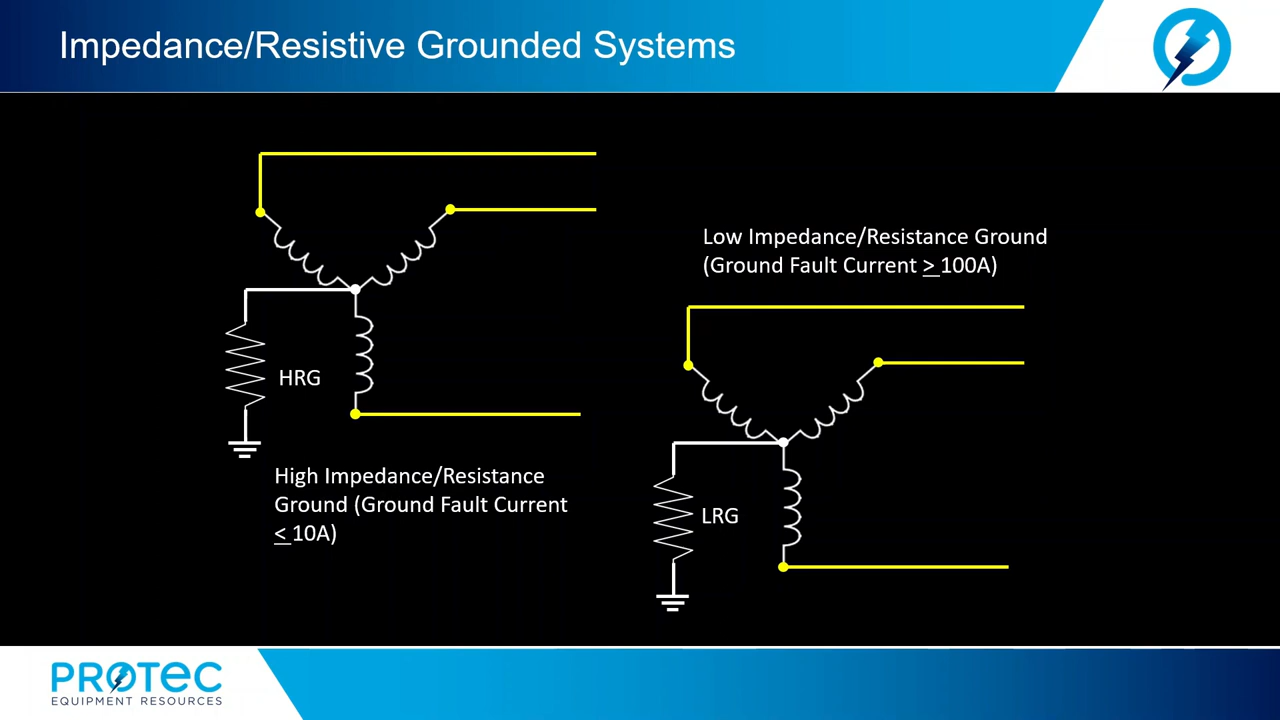 Impedance/Resistive Grounded Systems
HRG
High Impedance/Resistance
Ground (Ground Fault Current
< 10A)
Low Impedance/Resistance Ground
(Ground Fault Current > 100A)
LRG
PROTEC
EQUIPMENT RESOURCES